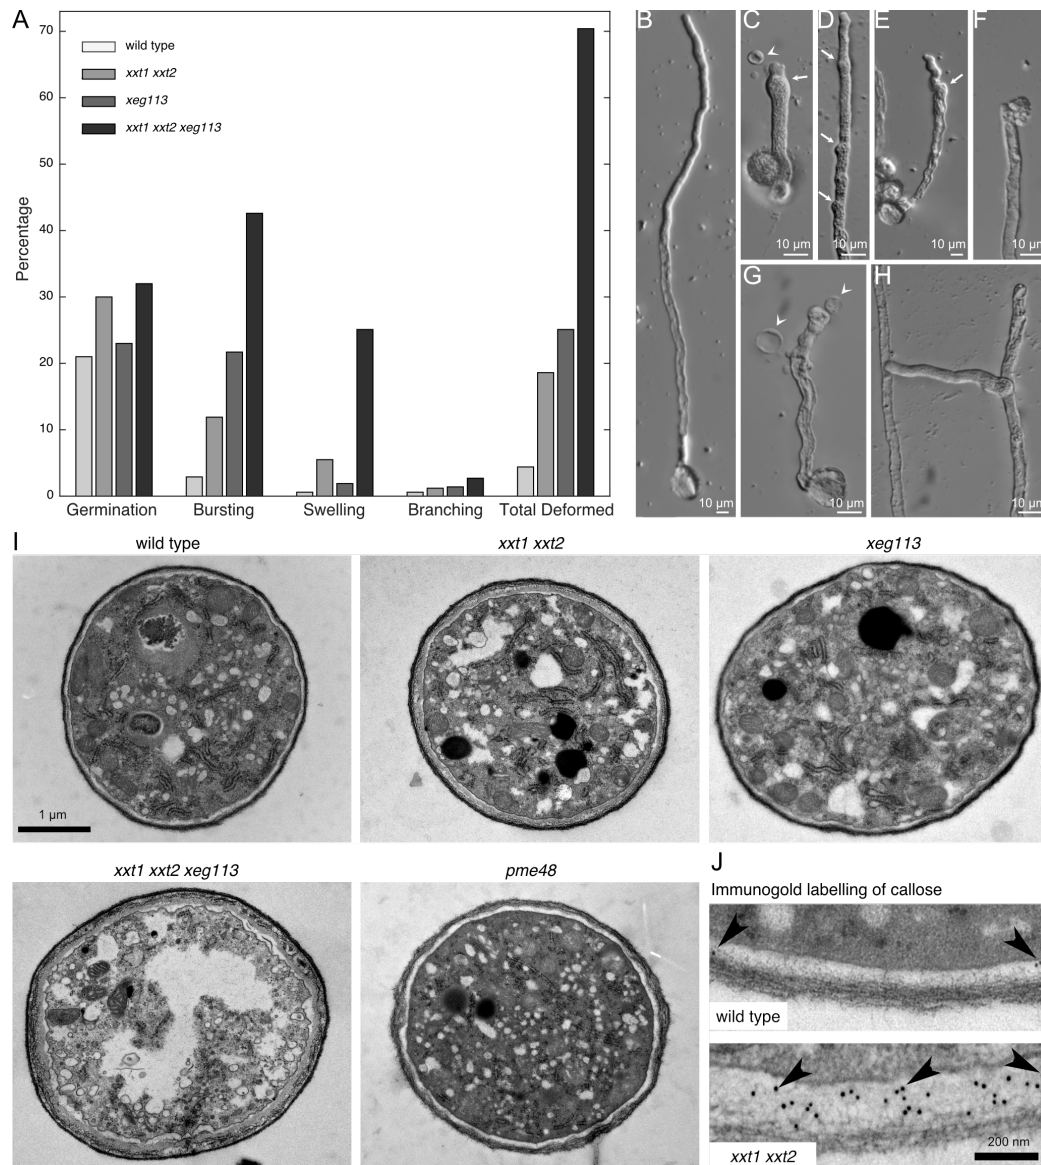 A
70
60
50
40
30
20
10
0
Percentage
wild type
xxt1 xxt2
xeg113
xxt1 xxt2 xeg113
Germination Bursting Swelling Branching Total Deformed
B
10 µm
C
10 µm
D
10 µm
E
10 µm
F
10 µm
G
10 µm
H
10 µm
I
wild type
xxt1 xxt2
xeg113
1 µm
xxt1 xxt2 xeg113
pme48
J
Immunogold labelling of callose
wild type
xxt1 xxt2
200 nm